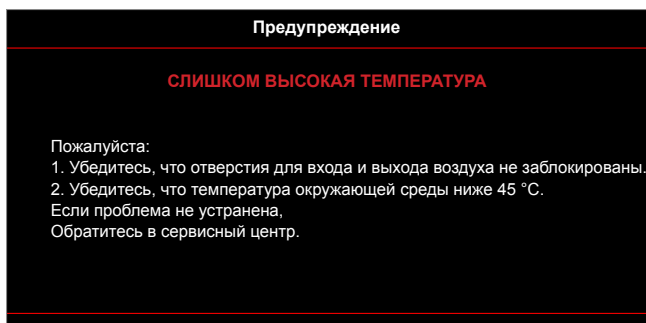 Предупреждение
СЛИШКОМ ВЫСОКАЯ ТЕМПЕРАТУРА
Пожалуйста:
1. Убедитесь, что отверстия для входа и выхода воздуха не заблокированы.
2. Убедитесь, что температура окружающей среды ниже 45 °C.
Если проблема не устранена,
Обратитесь в сервисный центр.